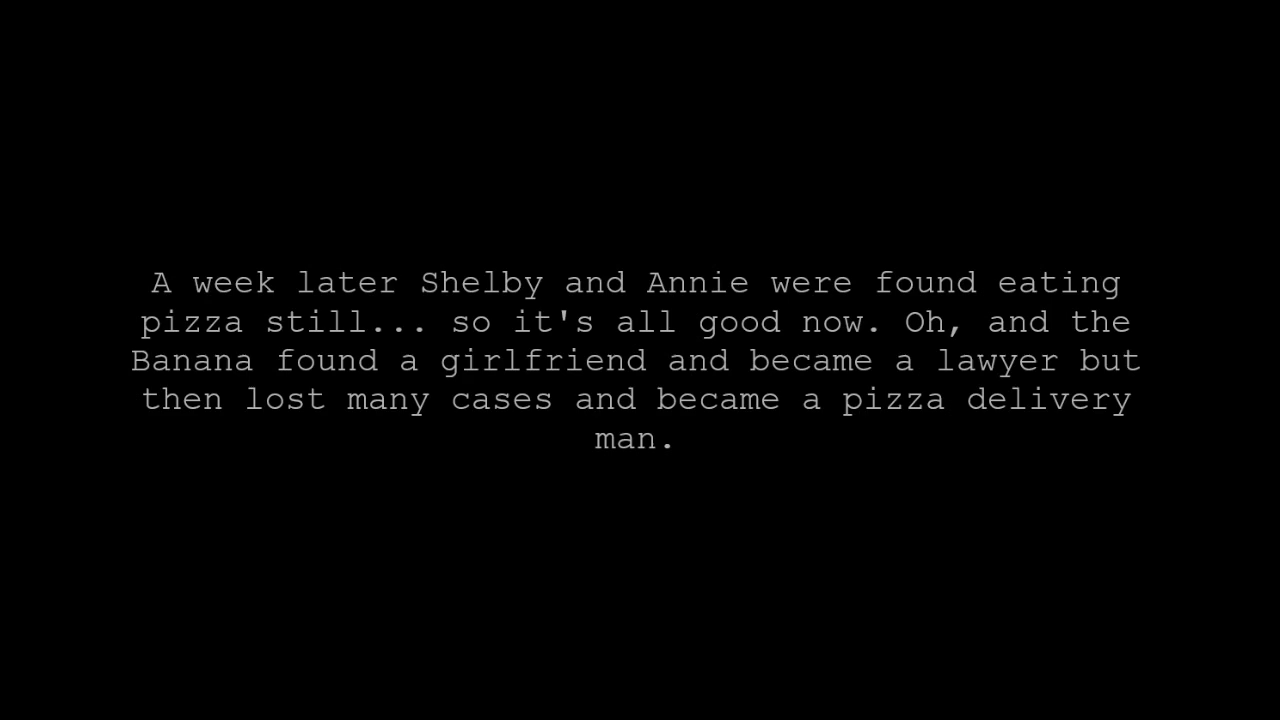 A week later Shelby and Annie were found eating
pizza still... so it's all good now. Oh, and the
Banana found a girlfriend and became a lawyer but
then lost many cases and became a pizza delivery
man.